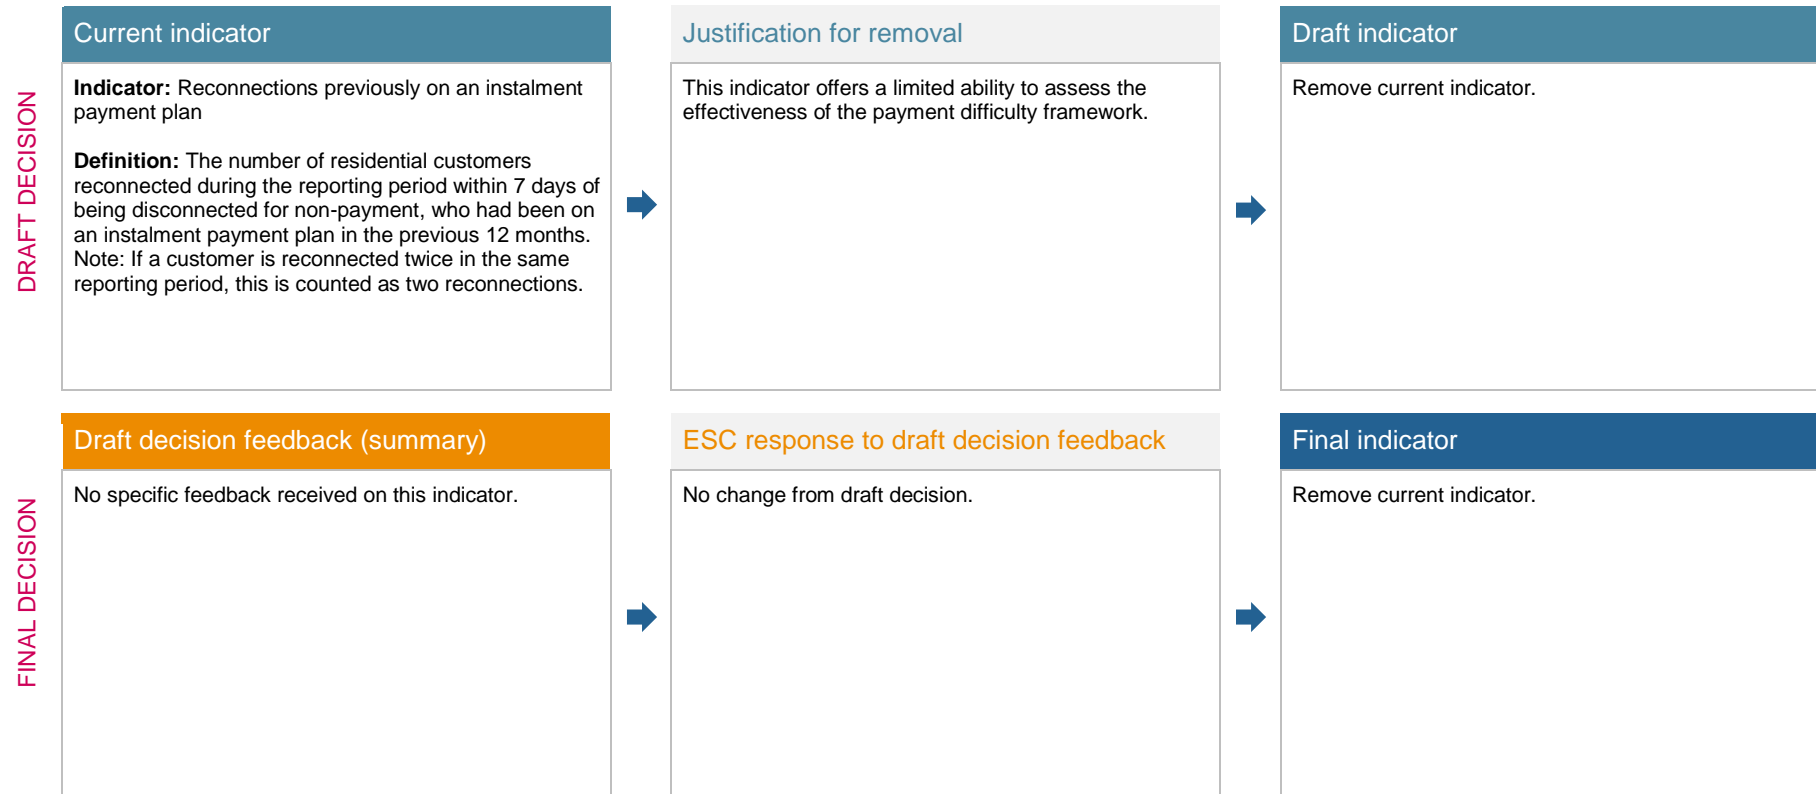 DRAFT DECISION
Current indicator
Indicator: Reconnections previously on an instalment
payment plan
Definition: The number of residential customers
reconnected during the reporting period within 7 days of
being disconnected for non-payment, who had been on
an instalment payment plan in the previous 12 months.
Note: If a customer is reconnected twice in the same
reporting period, this is counted as two reconnections.
Justification for removal
This indicator offers a limited ability to assess the
effectiveness of the payment difficulty framework.
Draft indicator
Remove current indicator.
FINAL DECISION
Draft decision feedback (summary)
No specific feedback received on this indicator.
ESC response to draft decision feedback
No change from draft decision.
Final indicator
Remove current indicator.